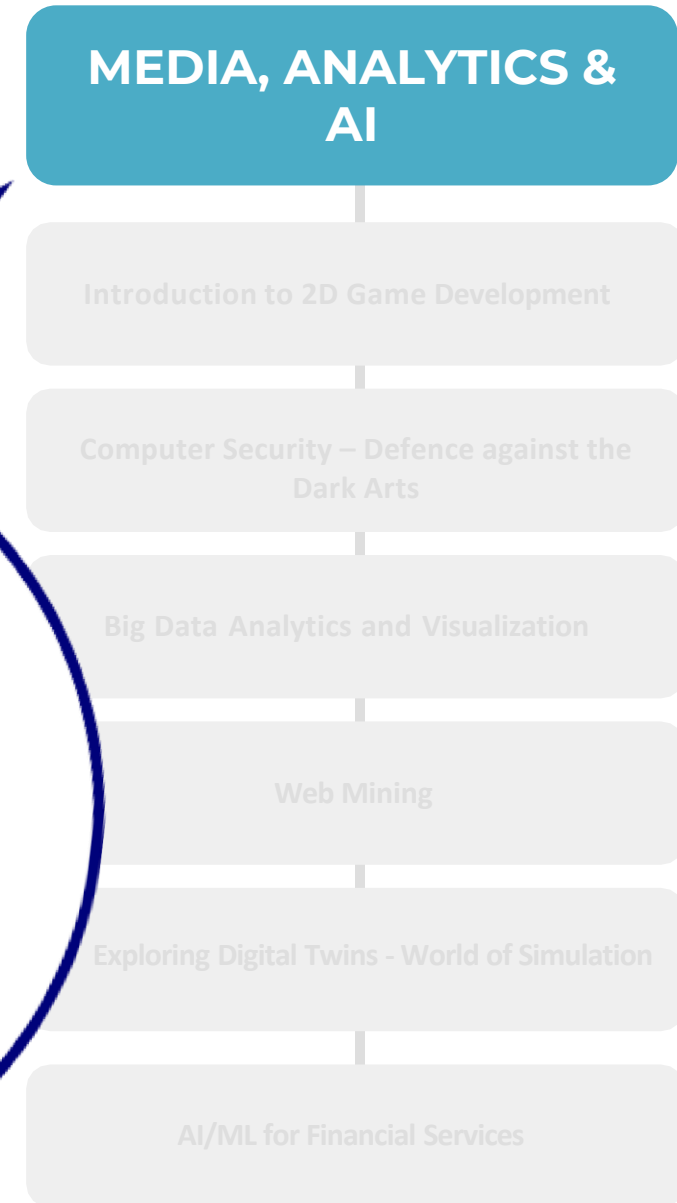 MEDIA, ANALYTICS &
AI
Introduction to 2D Game Development
Computer Security – Defence against the
Dark Arts
Big Data Analytics and Visualization
Web Mining
Exploring Digital Twins - World of Simulation
AI/ML for Financial Services